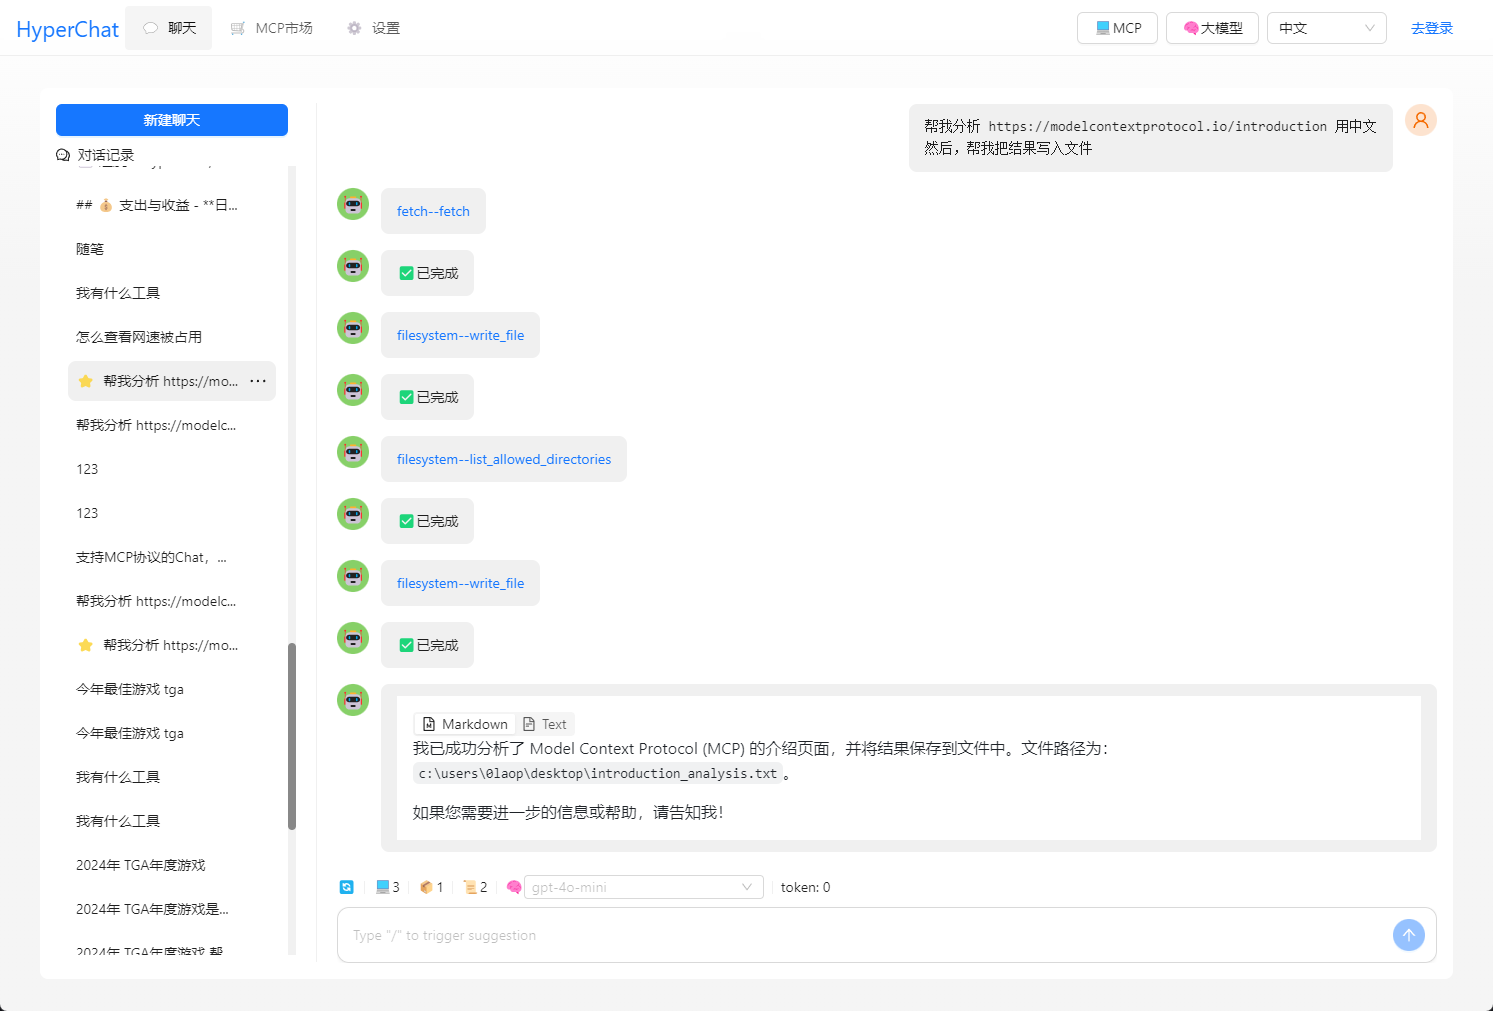 HyperChat
聊天
MCP市场
设置
MCP
大模型
中文
去登录
新建聊天
对话记录
## 💰 支出与收益 - **日...
随笔
我有什么工具
怎么查看网速被占用
帮我分析 https://mo...
帮我分析 https://modelc...
123
123
支持MCP协议的Chat，...
帮我分析 https://modelc...
帮我分析 https://mo...
今年最佳游戏 tga
今年最佳游戏 tga
我有什么工具
我有什么工具
2024年 TGA年度游戏
2024年 TGA年度游戏是...
2024年 TGA年度游戏 帮
帮我分析 https://modelcontextprotocol.io/introduction 用中文
然后，帮我把结果写入文件
fetch--fetch
已完成
filesystem--write_file
已完成
filesystem--list_allowed_directories
已完成
filesystem--write_file
已完成
Markdown
Text
我已成功分析了 Model Context Protocol (MCP) 的介绍页面，并将结果保存到文件中。文件路径为：
c:\users\0laop\desktop\introduction_analysis.txt。
如果您需要进一步的信息或帮助，请告知我！
3
1
2
gpt-4o-mini
token: 0
Type "/" to trigger suggestion